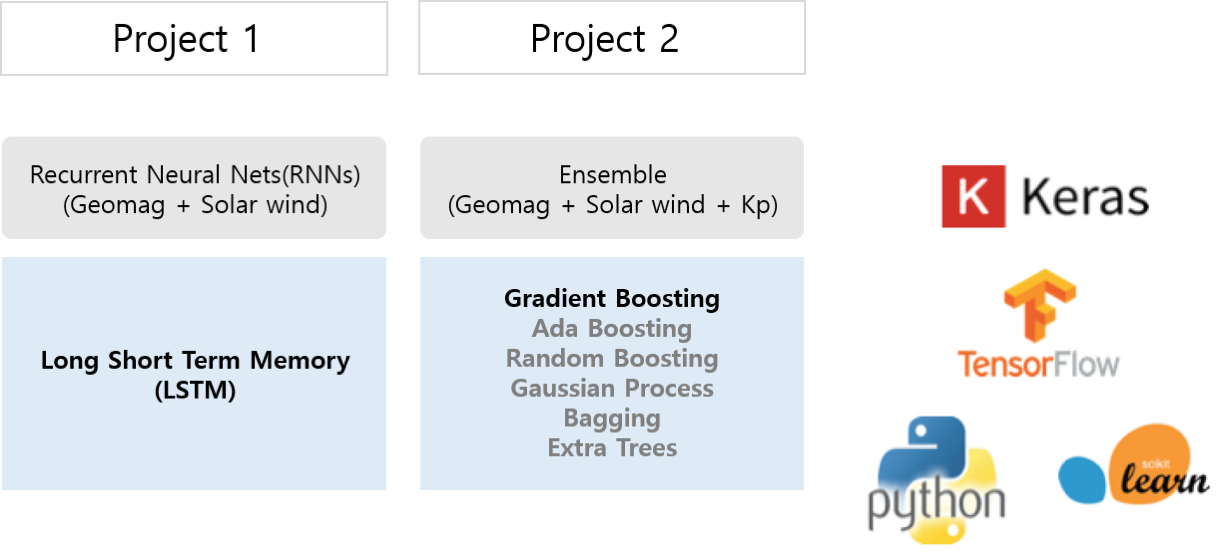 Project 1
Project 2
Recurrent Neural Nets(RNNs)
(Geomag + Solar wind)
Ensemble
(Geomag + Solar wind + Kp)
Long Short Term Memory
(LSTM)
Gradient Boosting
Ada Boosting
Random Boosting
Gaussian Process
Bagging
Extra Trees
K Keras
TensorFlow
python
scikit
learn